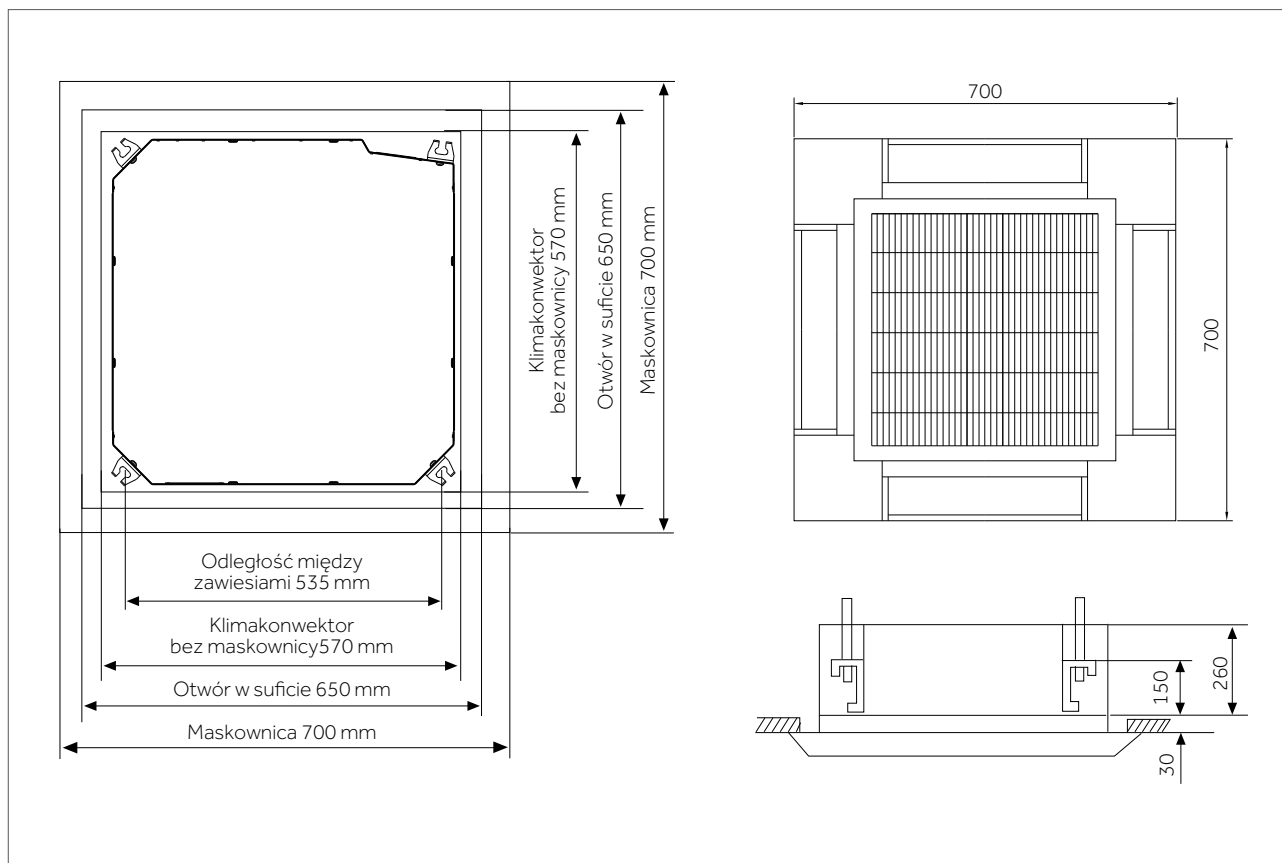 Klimakonwektor
bez maskownicy 570 mm
Otwór w suficie 650 mm
Maskownica 700 mm
Odległość między
zawiesiami 535 mm
Klimakonwektor
bez maskownicy570 mm
Otwór w suficie 650 mm
Maskownica 700 mm
700
700
150
260
30